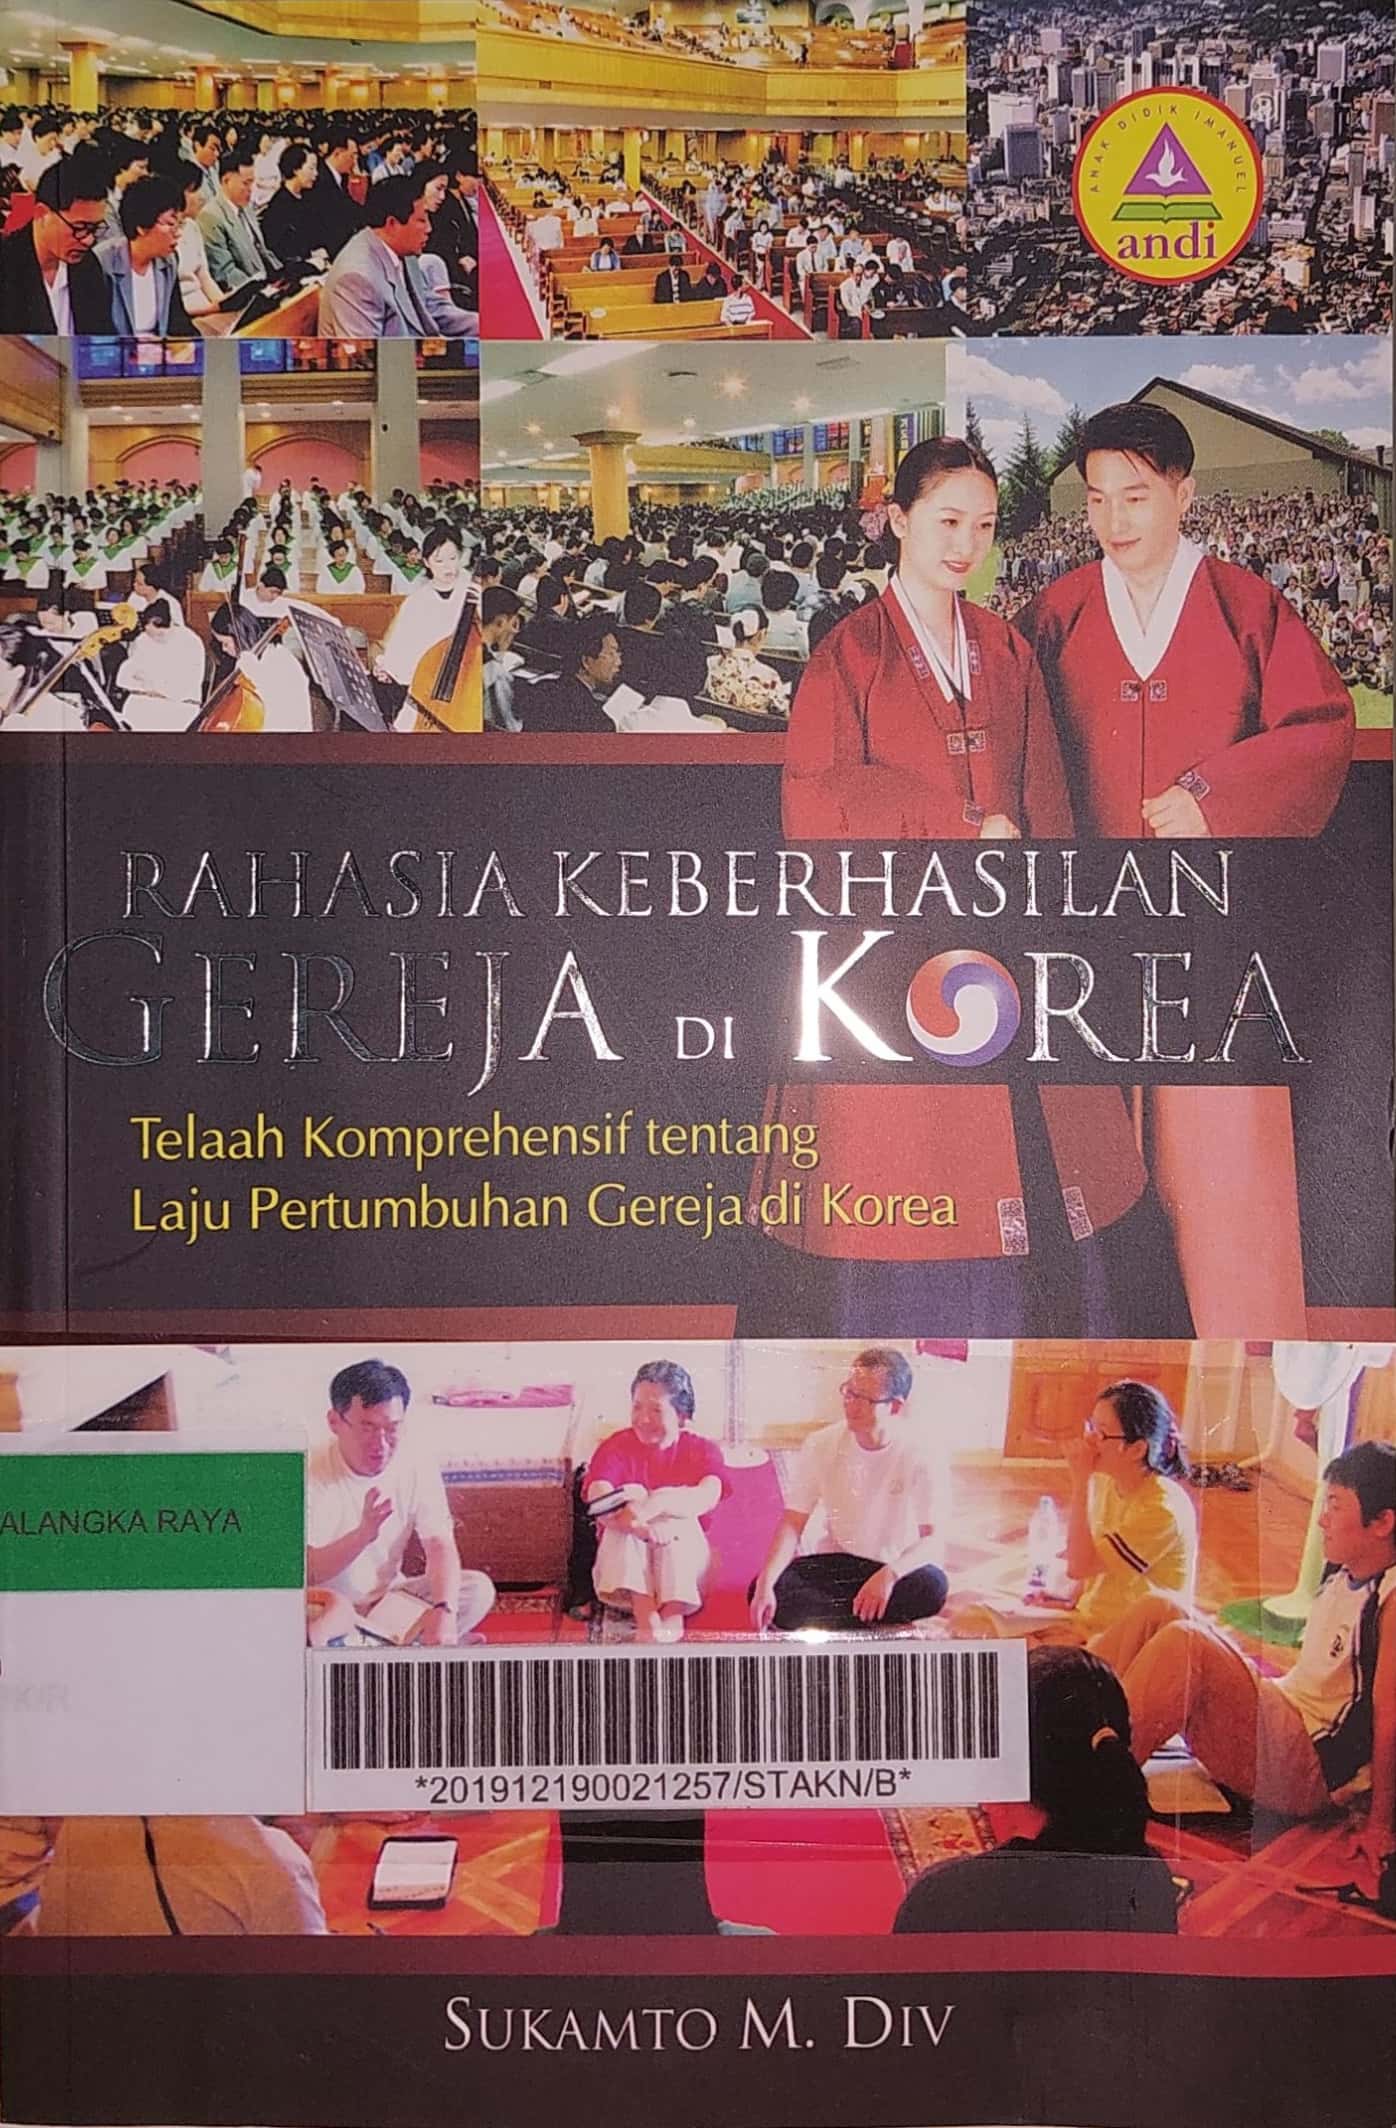 ANAK DIDIK IMANUEL
andi
RAHASIA KEBERHASILAN
GEREJA DI KOREA
Telaah Komprehensif tentang
Laju Pertumbuhan Gereja di Korea
ALANGKA RAYA
*201912190021257/STAKN/B*
SUKAMTO M. DIV